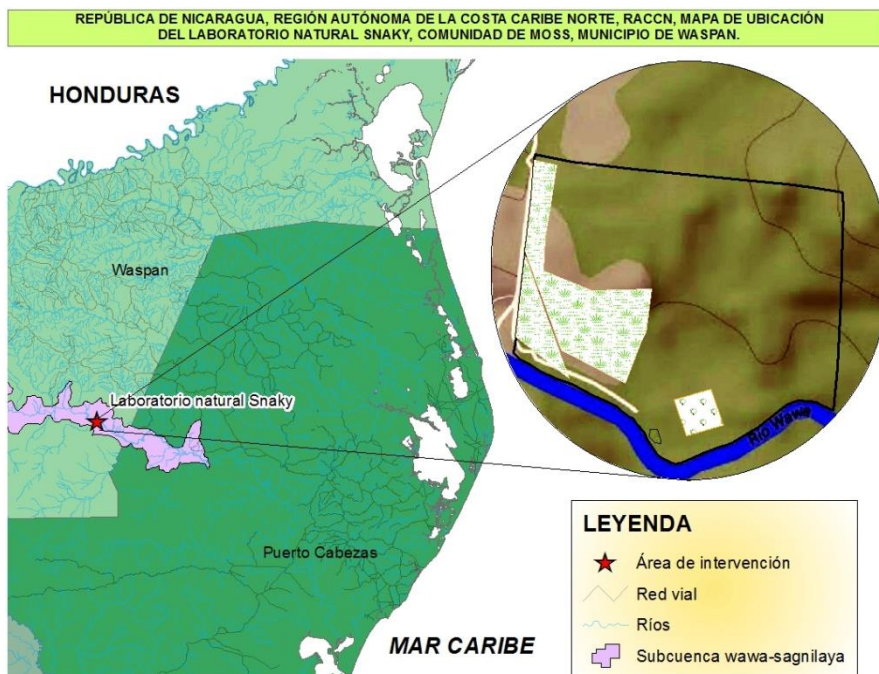 REPÚBLICA DE NICARAGUA, REGIÓN AUTÓNOMA DE LA COSTA CARIBE NORTE, RACCN, MAPA DE UBICACIÓN
DEL LABORATORIO NATURAL SNAKY, COMUNIDAD DE MOSS, MUNICIPIO DE WASPAN.
HONDURAS
Waspan
Laboratorio natural Snaky
Río Wawa
Puerto Cabezas
MAR CARIBE
LEYENDA
Área de intervención
Red vial
Ríos
Subcuenca wawa-sagnilaya